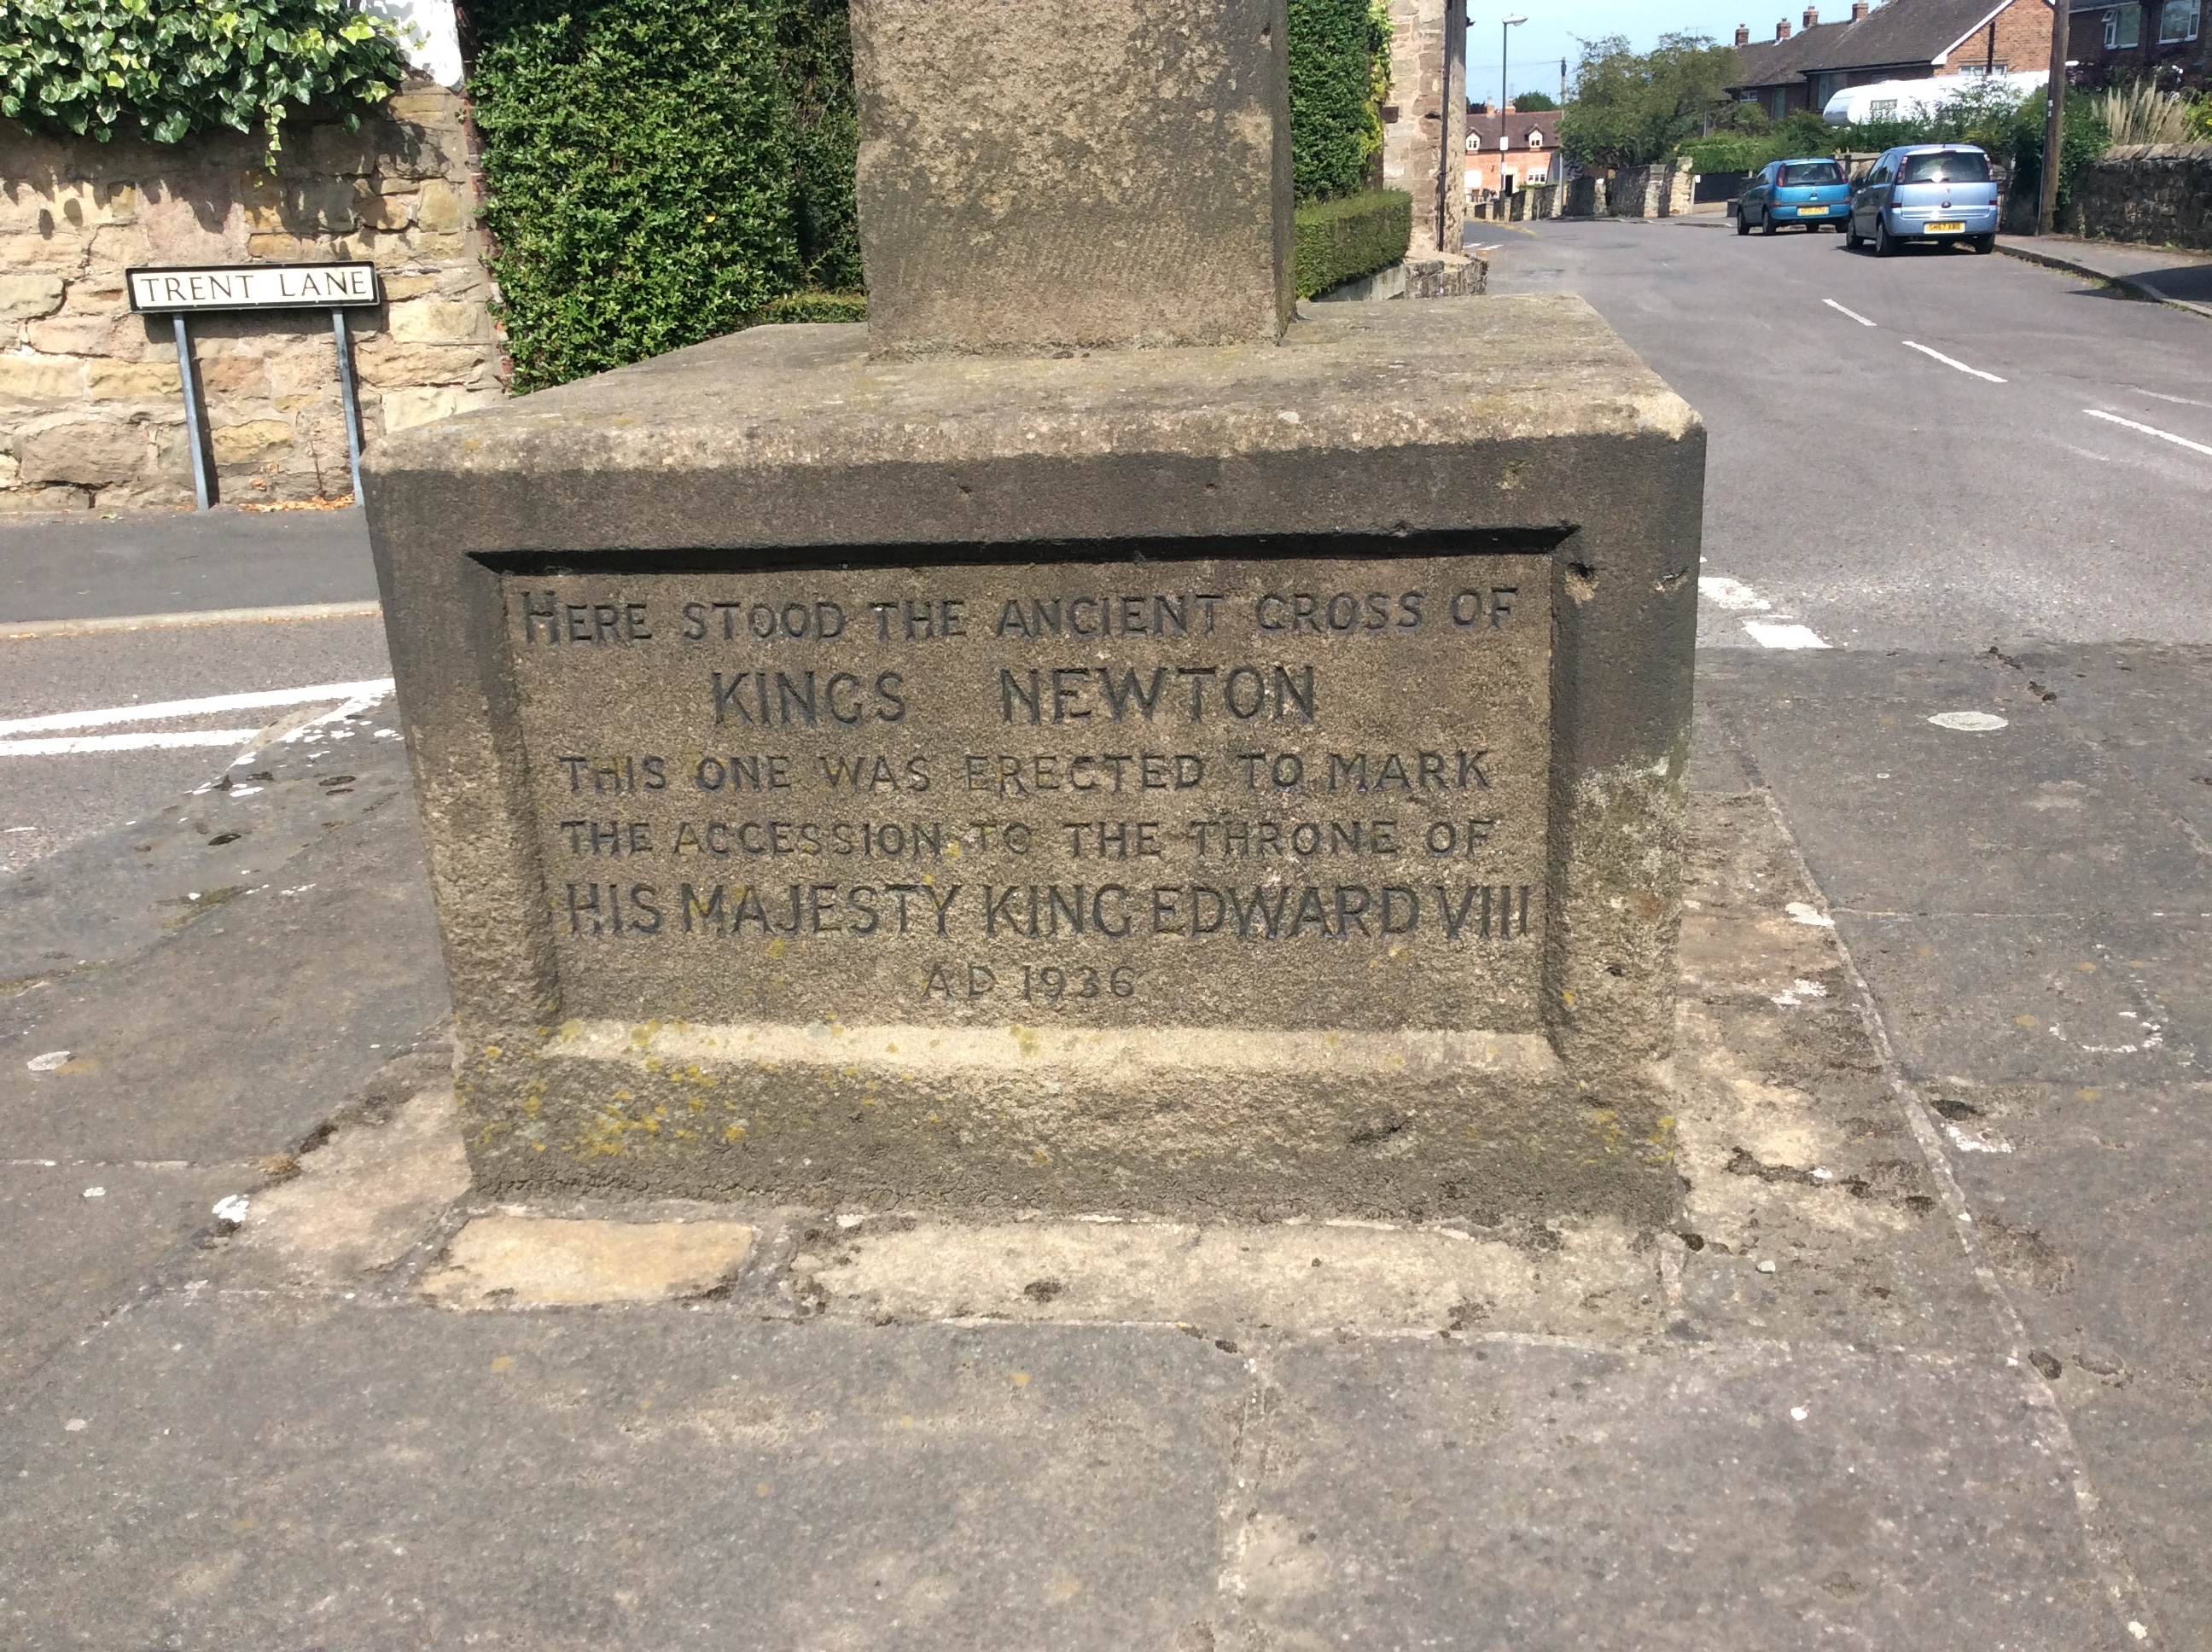 TRENT LANE
HERE STOOD THE ANCIENT CROSS OF
KINGS NEWTON
THIS ONE WAS ERECTED TO MARK
THE ACCESSION TO THE THRONE OF
HIS MAJESTY KING EDWARD VIII
AD 1936